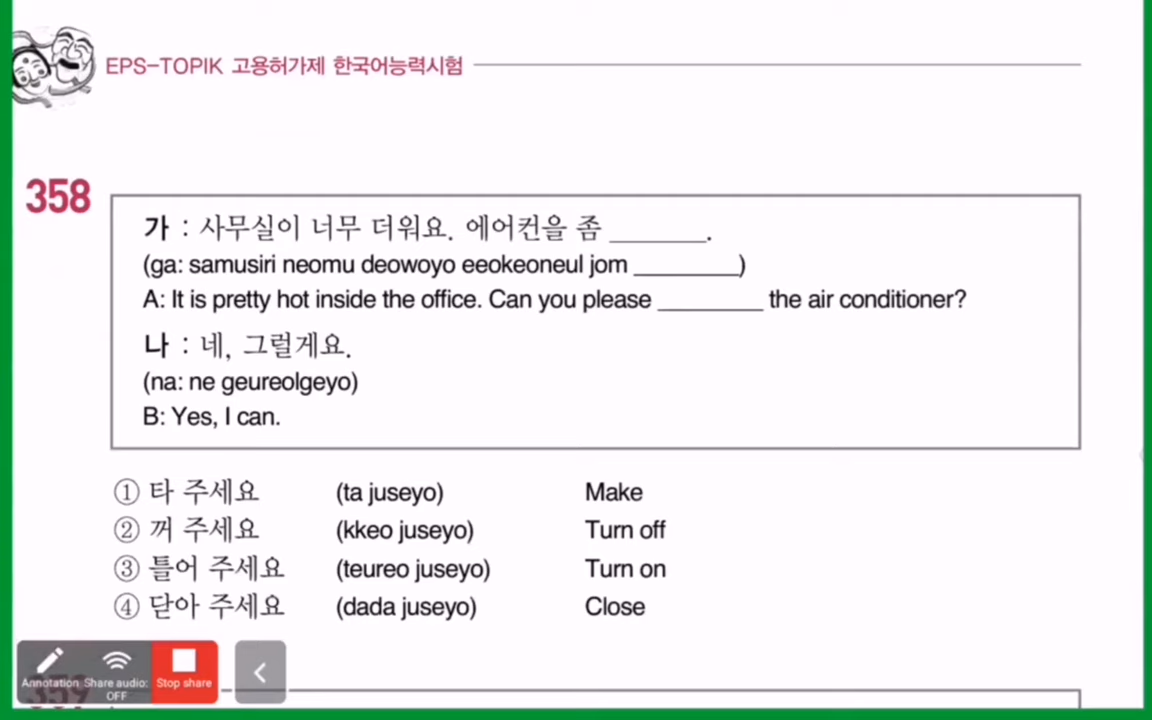 EPS-TOPIK 고용허가제 한국어능력시험
358
가 : 사무실이 너무 더워요. 에어컨을 좀 ________.
(ga: samusiri neomu deowoyo eeokeoneul jom ________)
A: It is pretty hot inside the office. Can you please ________ the air conditioner?
나 : 네, 그럴게요.
(na: ne geureolgeyo)
B: Yes, I can.
① 타 주세요 (ta juseyo) Make
② 꺼 주세요 (kkeo juseyo) Turn off
③ 틀어 주세요 (teureo juseyo) Turn on
④ 닫아 주세요 (dada juseyo) Close
Annotation Share audio: OFF Stop share
359